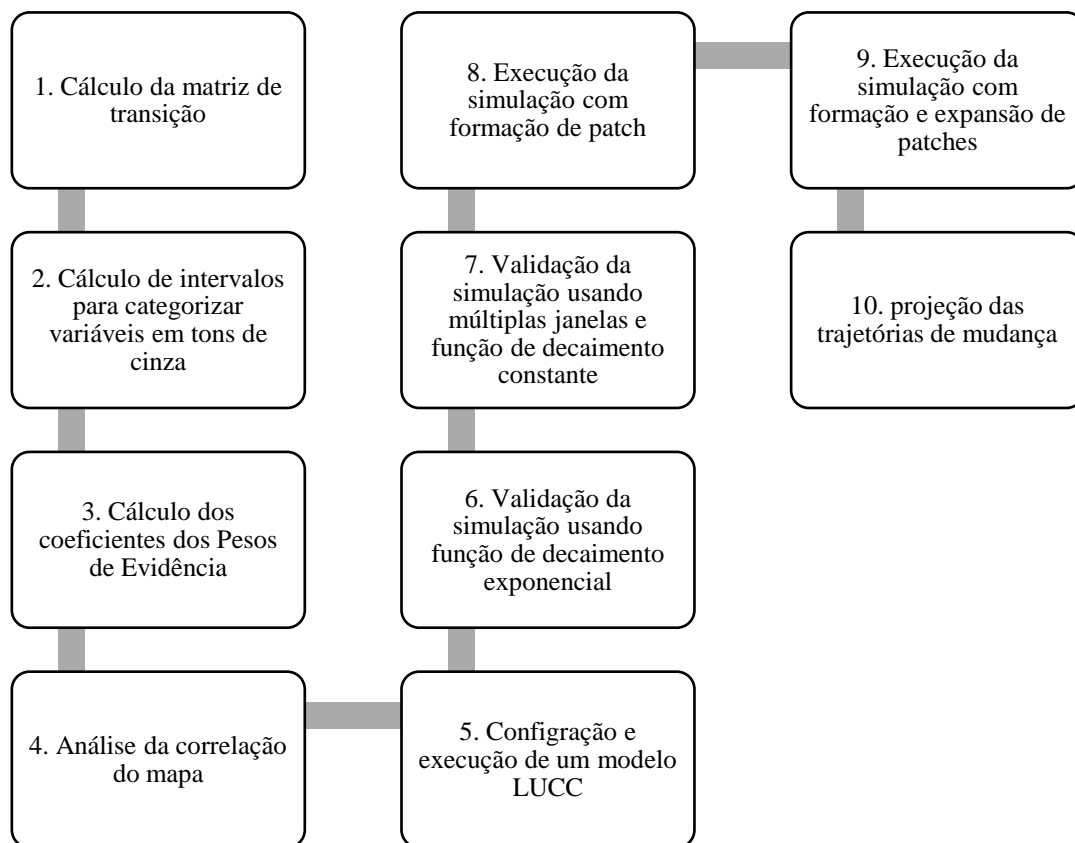 1. Cálculo da matriz de
transição
2. Cálculo de intervalos
para categorizar
variáveis em tons de
cinza
3. Cálculo dos
coeficientes dos Pesos
de Evidência
4. Análise da correlação
do mapa
5. Configração e
execução de um modelo
LUCC
6. Validação da
simulação usando
função de decaimento
exponencial
7. Validação da
simulação usando
múltiplas janelas e
função de decaimento
constante
8. Execução da
simulação com
formação de patch
9. Execução da
simulação com
formação e expansão de
patches
10. projeção das
trajetórias de mudança